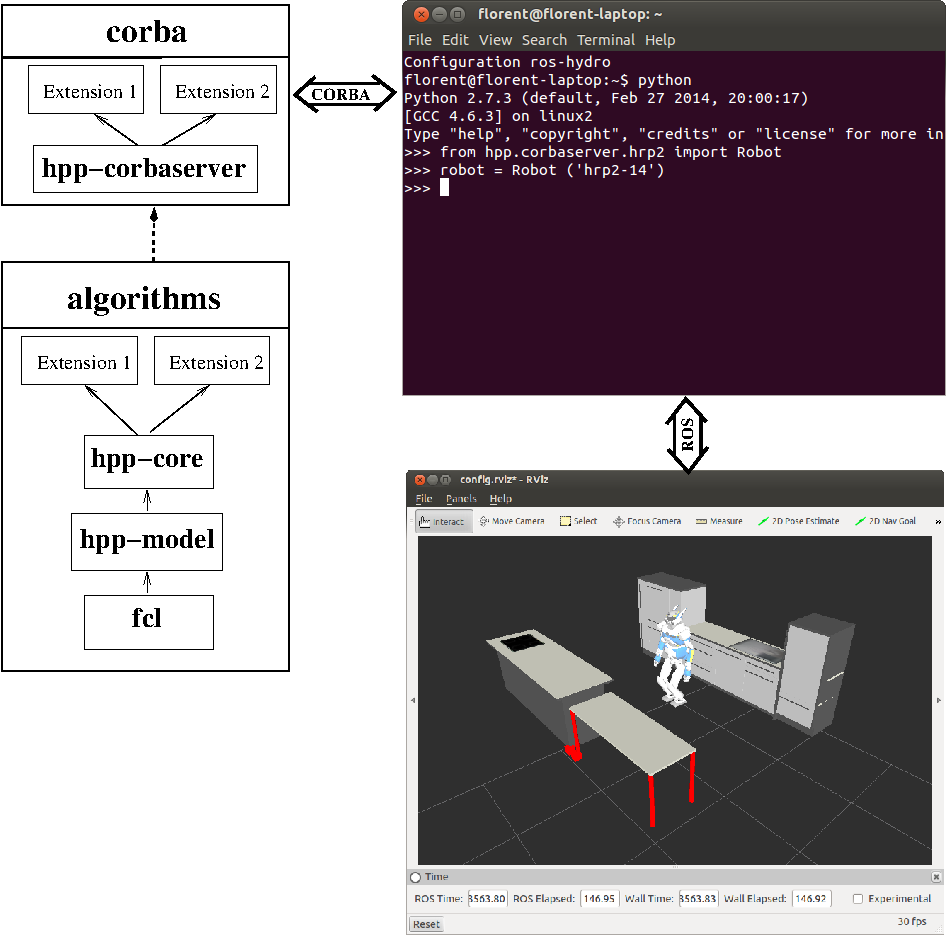 corba
Extension 1
Extension 2
hpp-corbaserver
CORBA
algorithms
Extension 1
Extension 2
hpp-core
hpp-model
fcl
florent@florent-laptop: ~
File Edit View Search Terminal Help
Configuration ros-hydro
florent@florent-laptop:~$ python
Python 2.7.3 (default, Feb 27 2014, 20:00:17)
[GCC 4.6.3] on linux2
Type "help", "copyright", "credits" or "license" for more in
>>> from hpp.corbaserver.hrp2 import Robot
>>> robot = Robot ('hrp2-14')
>>>
ROS
config.rviz* - RViz
File Panels Help
Interact Move Camera Select Focus Camera Measure 2D Pose Estimate 2D Nav Goal »
Time
ROS Time: 3563.80 ROS Elapsed: 146.95 Wall Time: 3563.83 Wall Elapsed: 146.92 Experimental
Reset 30 fps